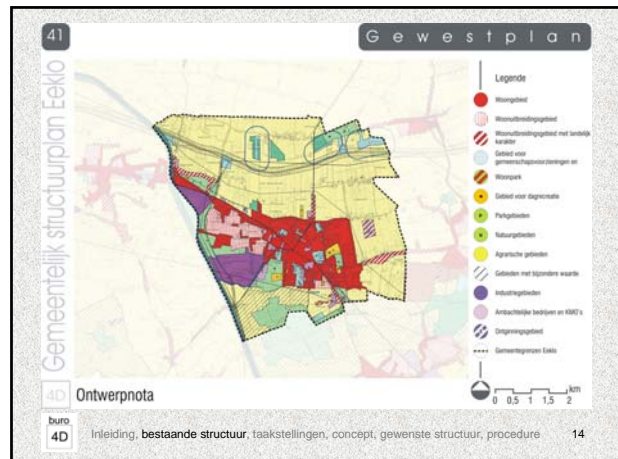 41
Gewestplan
Gemeentelijk structuurplan Eeklo
Legende
Woongebied
Woonuitbreidingsgebied
Woonuitbreidingsgebied met landelijk
karakter
Gebied voor
gemeenschapsvoorzieningen en
Woonpark
Gebied voor dagrecreatie
Parkgebieden
Natuurgebieden
Agrarische gebieden
Gebieden met bijzondere waarde
Industriegebieden
Ambachtelijke bedrijven en KMO's
Ontginningsgebied
Gemeentegrenzen Eeklo
km
0 0,5 1 1,5 2
4D Ontwerpnota
buro
4D
Inleiding, bestaande structuur, taakstellingen, concept, gewenste structuur, procedure 14